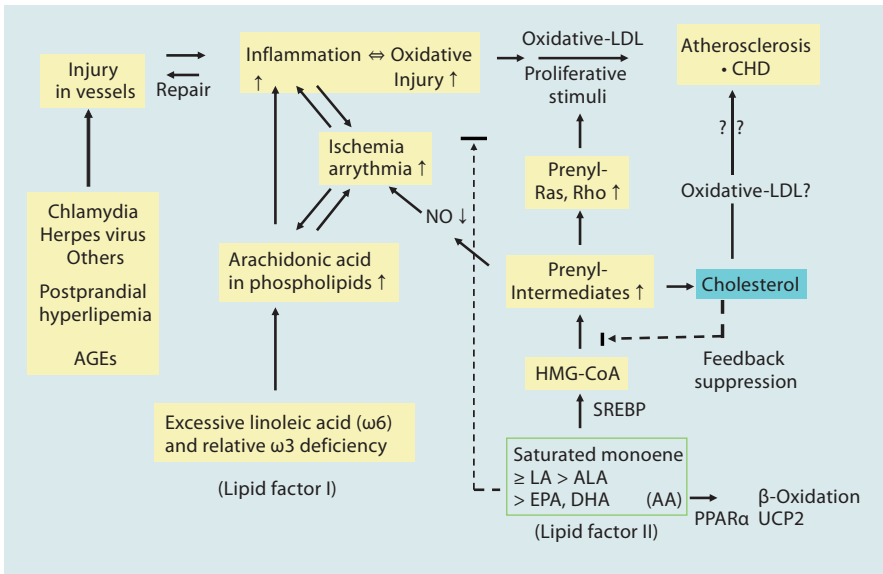 Injury
in vessels
Repair
Inflammation ⇔ Oxidative
↑ Injury ↑
Oxidative-LDL
Proliferative
stimuli
Atherosclerosis
• CHD
? ?
Ischemia
arrythmia ↑
Prenyl-
Ras, Rho ↑
Oxidative-LDL?
NO ↓
Chlamydia
Herpes virus
Others
Postprandial
hyperlipemia
AGEs
Arachidonic acid
in phospholipids ↑
Prenyl-
Intermediates ↑
Cholesterol
Feedback
suppression
HMG-CoA
SREBP
Excessive linoleic acid (ω6)
and relative ω3 deficiency
(Lipid factor I)
Saturated monoene
≥ LA > ALA
> EPA, DHA (AA)
(Lipid factor II)
PPARα
β-Oxidation
UCP2